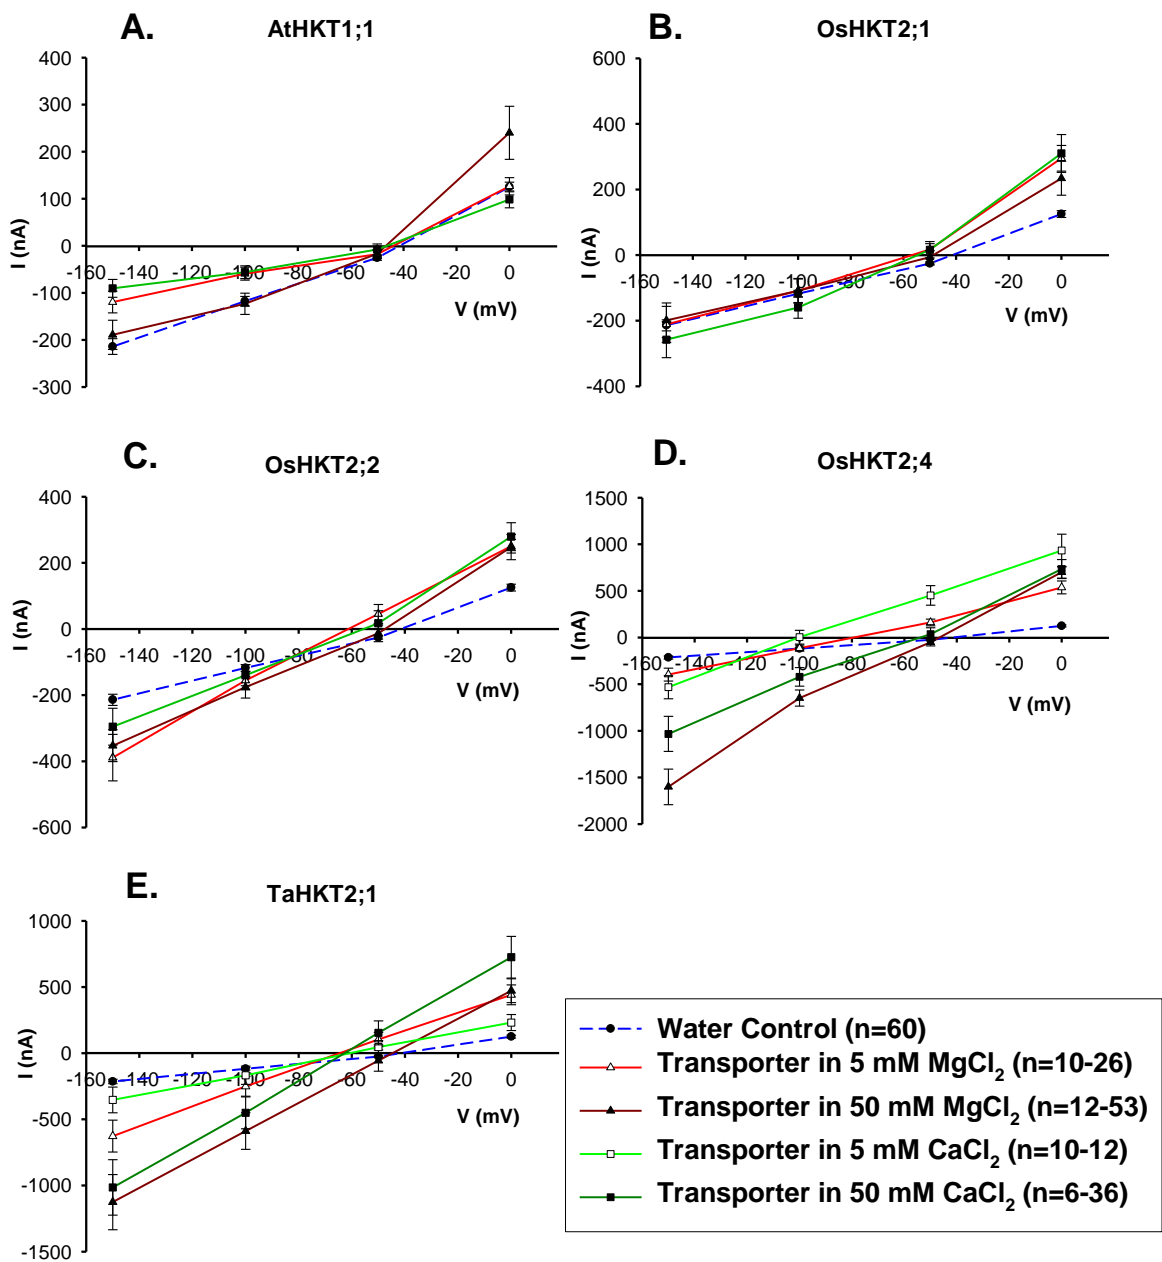 A.
AtHKT1;1
400
300
200
100
0
-100
-200
-300
I (nA)
-160 -140 -120 -100 -80 -60 -40 -20 0
V (mV)
B.
OsHKT2;1
600
400
200
0
-200
-400
I (nA)
-160 -140 -120 -100 -80 -60 -40 -20 0
V (mV)
C.
OsHKT2;2
400
200
0
-200
-400
-600
I (nA)
-160 -140 -120 -100 -80 -60 -40 -20 0
V (mV)
D.
OsHKT2;4
1500
1000
500
0
-500
-1000
-1500
-2000
I (nA)
-160 -140 -120 -100 -80 -60 -40 -20 0
V (mV)
E.
TaHKT2;1
1000
500
0
-500
-1000
-1500
I (nA)
-160 -140 -120 -100 -80 -60 -40 -20 0
V (mV)
Water Control (n=60)
Transporter in 5 mM MgCl2 (n=10-26)
Transporter in 50 mM MgCl2 (n=12-53)
Transporter in 5 mM CaCl2 (n=10-12)
Transporter in 50 mM CaCl2 (n=6-36)